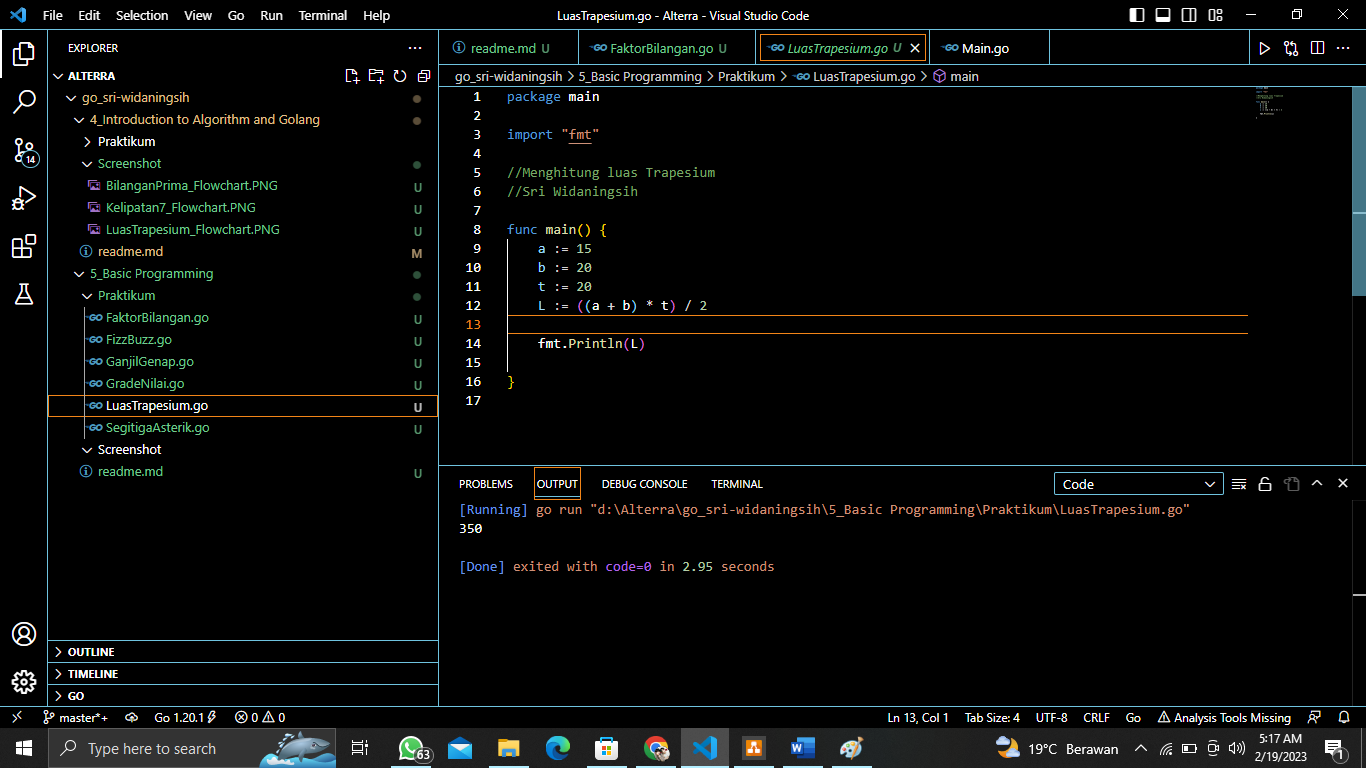 File Edit Selection View Go Run Terminal Help LuasTrapesium.go - Alterra - Visual Studio Code
EXPLORER
ALTERRA
go_sri-widaningsih
4_Introduction to Algorithm and Golang
Praktikum
Screenshot
BilanganPrima_Flowchart.PNG U
Kelipatan7_Flowchart.PNG U
LuasTrapesium_Flowchart.PNG U
readme.md M
5_Basic Programming
Praktikum
FaktorBilangan.go U
FizzBuzz.go U
GanjilGenap.go U
GradeNilai.go U
LuasTrapesium.go U
SegitigaAsterik.go U
Screenshot
readme.md U
OUTLINE
TIMELINE
GO
14
readme.md U FaktorBilangan.go U LuasTrapesium.go U Main.go
go_sri-widaningsih > 5_Basic Programming > Praktikum > LuasTrapesium.go > main
1 package main
2
3 import "fmt"
4
5 //Menghitung luas Trapesium
6 //Sri Widaningsih
7
8 func main() {
9 a := 15
10 b := 20
11 t := 20
12 L := ((a + b) * t) / 2
13
14 fmt.Println(L)
15
16 }
17
PROBLEMS OUTPUT DEBUG CONSOLE TERMINAL Code
[Running] go run "d:\Alterra\go_sri-widaningsih\5_Basic Programming\Praktikum\LuasTrapesium.go"
350
[Done] exited with code=0 in 2.95 seconds
master*+ Go 1.20.1 0 0 Ln 13, Col 1 Tab Size: 4 UTF-8 CRLF Go Analysis Tools Missing
Type here to search 63 19°C Berawan 5:17 AM
2/19/2023
1